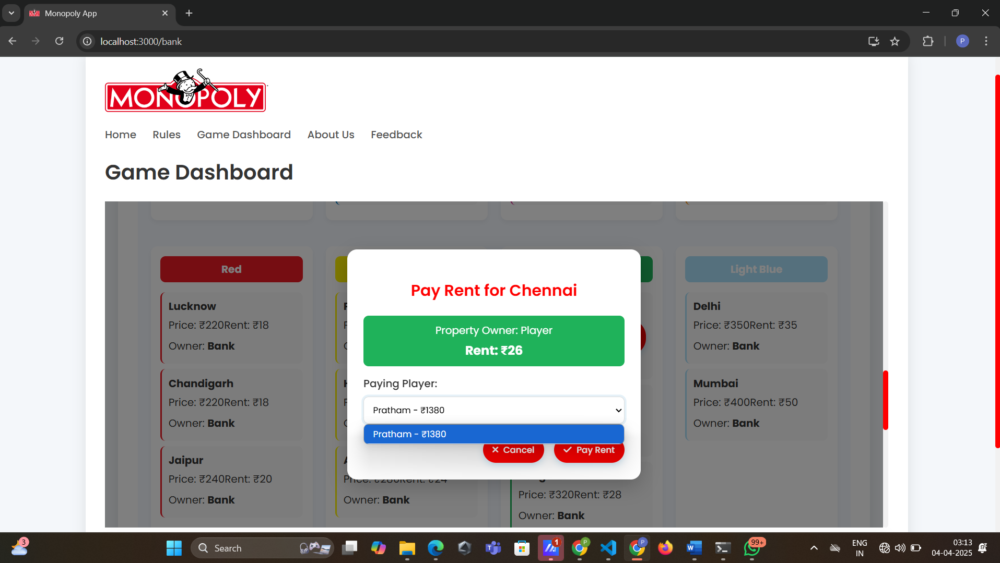 Monopoly App
localhost:3000/bank
P
MONOPOLY
Home Rules Game Dashboard About Us Feedback
Game Dashboard
Red
Light Blue
Lucknow
Price: ₹220Rent: ₹18
Owner: Bank
Chandigarh
Price: ₹220Rent: ₹18
Owner: Bank
Jaipur
Price: ₹240Rent: ₹20
Owner: Bank
Pay Rent for Chennai
Property Owner: Player
Rent: ₹26
Paying Player:
Pratham - ₹1380
Pratham - ₹1380
Cancel
Pay Rent
Price: ₹280Rent: ₹24
Owner: Bank
Price: ₹320Rent: ₹28
Owner: Bank
Delhi
Price: ₹350Rent: ₹35
Owner: Bank
Mumbai
Price: ₹400Rent: ₹50
Owner: Bank
3
Search
1
P
P
99+
ENG
IN
03:13
04-04-2025